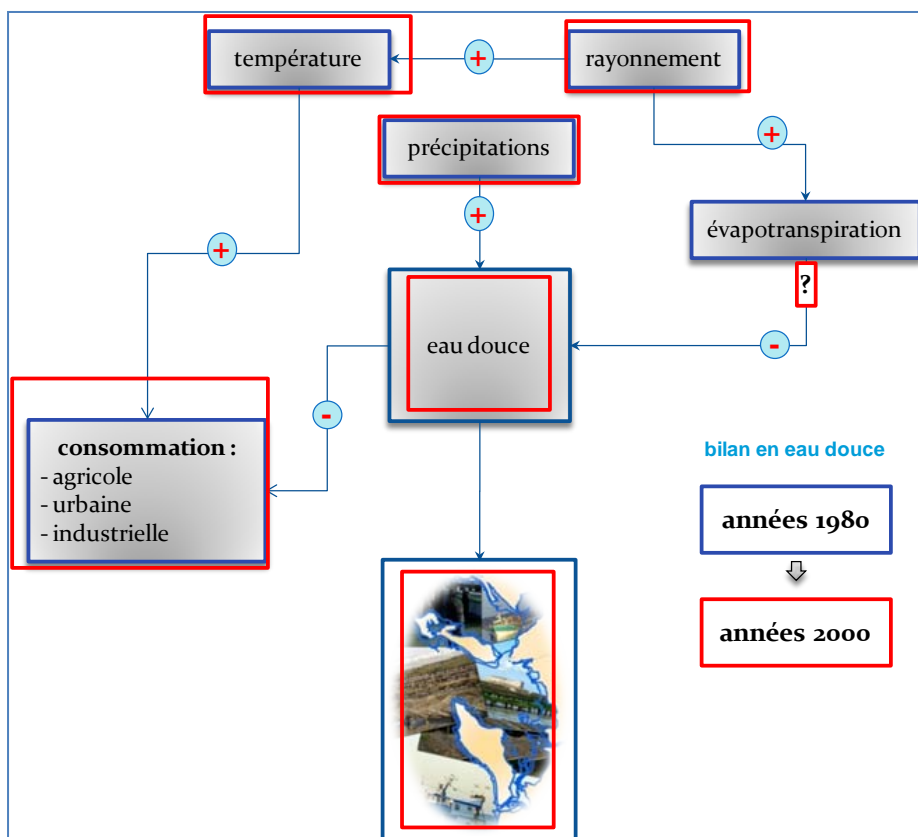 température
+
rayonnement
précipitations
+
+
évapotranspiration
+
?
eau douce
-
-
consommation :
- agricole
- urbaine
- industrielle
bilan en eau douce
années 1980
années 2000